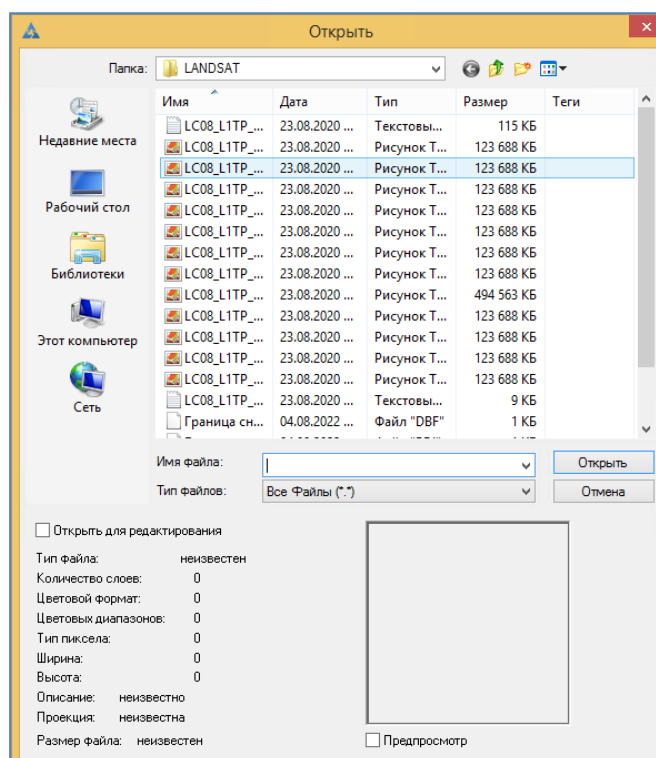 Открыть
Папка: LANDSAT
Имя Дата Тип Размер Теги
LC08_L1TP_... 23.08.2020 ... Текстовы... 115 КБ
LC08_L1TP_... 23.08.2020 ... Рисунок Т... 123 688 КБ
LC08_L1TP_... 23.08.2020 ... Рисунок Т... 123 688 КБ
LC08_L1TP_... 23.08.2020 ... Рисунок Т... 123 688 КБ
LC08_L1TP_... 23.08.2020 ... Рисунок Т... 123 688 КБ
LC08_L1TP_... 23.08.2020 ... Рисунок Т... 123 688 КБ
LC08_L1TP_... 23.08.2020 ... Рисунок Т... 123 688 КБ
LC08_L1TP_... 23.08.2020 ... Рисунок Т... 123 688 КБ
LC08_L1TP_... 23.08.2020 ... Рисунок Т... 494 563 КБ
LC08_L1TP_... 23.08.2020 ... Рисунок Т... 123 688 КБ
LC08_L1TP_... 23.08.2020 ... Рисунок Т... 123 688 КБ
LC08_L1TP_... 23.08.2020 ... Рисунок Т... 123 688 КБ
LC08_L1TP_... 23.08.2020 ... Рисунок Т... 123 688 КБ
LC08_L1TP_... 23.08.2020 ... Текстовы... 9 КБ
Граница сн... 04.08.2022 ... Файл "DBF" 1 КБ
Недавние места
Рабочий стол
Библиотеки
Этот компьютер
Сеть
Имя файла: Открыть
Тип файлов: Все Файлы (*.*) Отмена
Открыть для редактирования
Тип файла: неизвестен
Количество слоев: 0
Цветовой формат: 0
Цветовых диапазонов: 0
Тип пиксела: 0
Ширина: 0
Высота: 0
Описание: неизвестно
Проекция: неизвестна
Размер файла: неизвестен
Предпросмотр